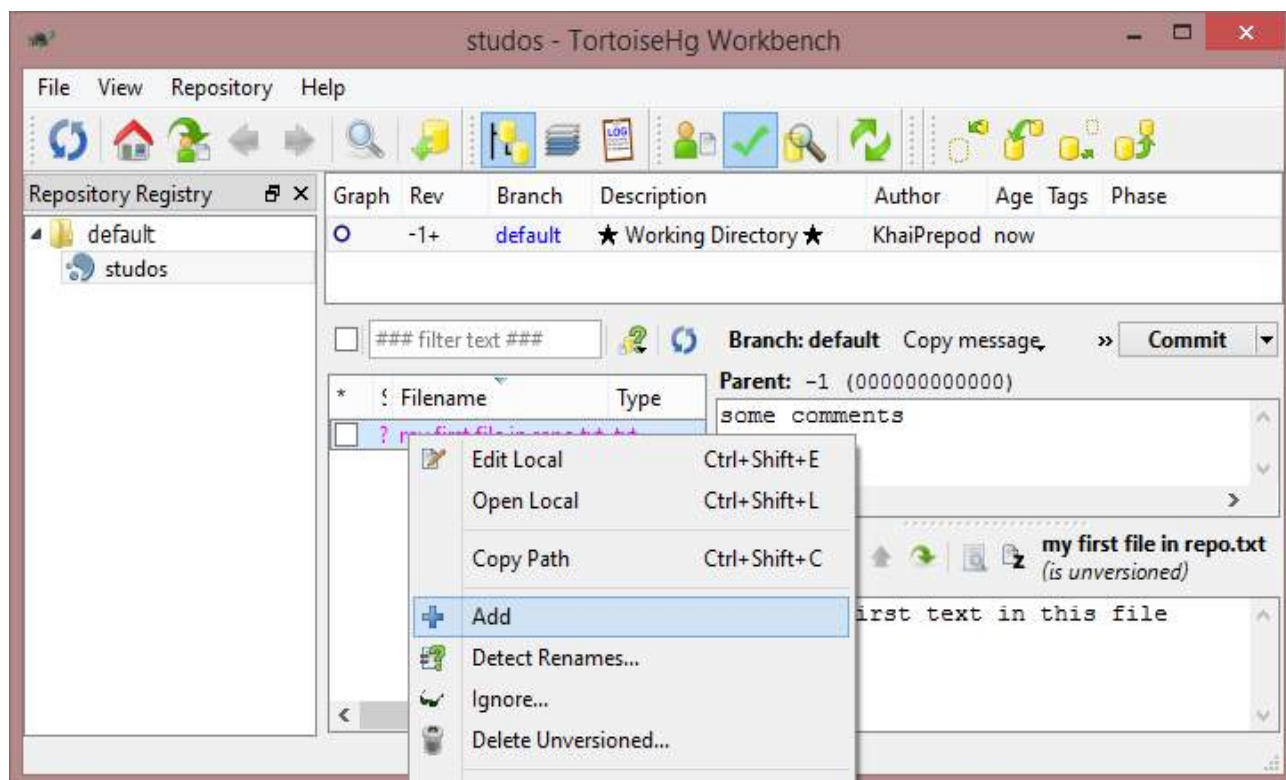 studos - TortoiseHg Workbench
File View Repository Help
LOG
Repository Registry
default
studos
Graph Rev Branch Description Author Age Tags Phase
-1+ default ★ Working Directory ★ KhaiPrepod now
### filter text ###
Branch: default Copy message » Commit
* Filename Type
Parent: -1 (000000000000)
some comments
?
Edit Local Ctrl+Shift+E
Open Local Ctrl+Shift+L
Copy Path Ctrl+Shift+C
my first file in repo.txt
(is unversioned)
Add
irst text in this file
Detect Renames...
Ignore...
Delete Unversioned...